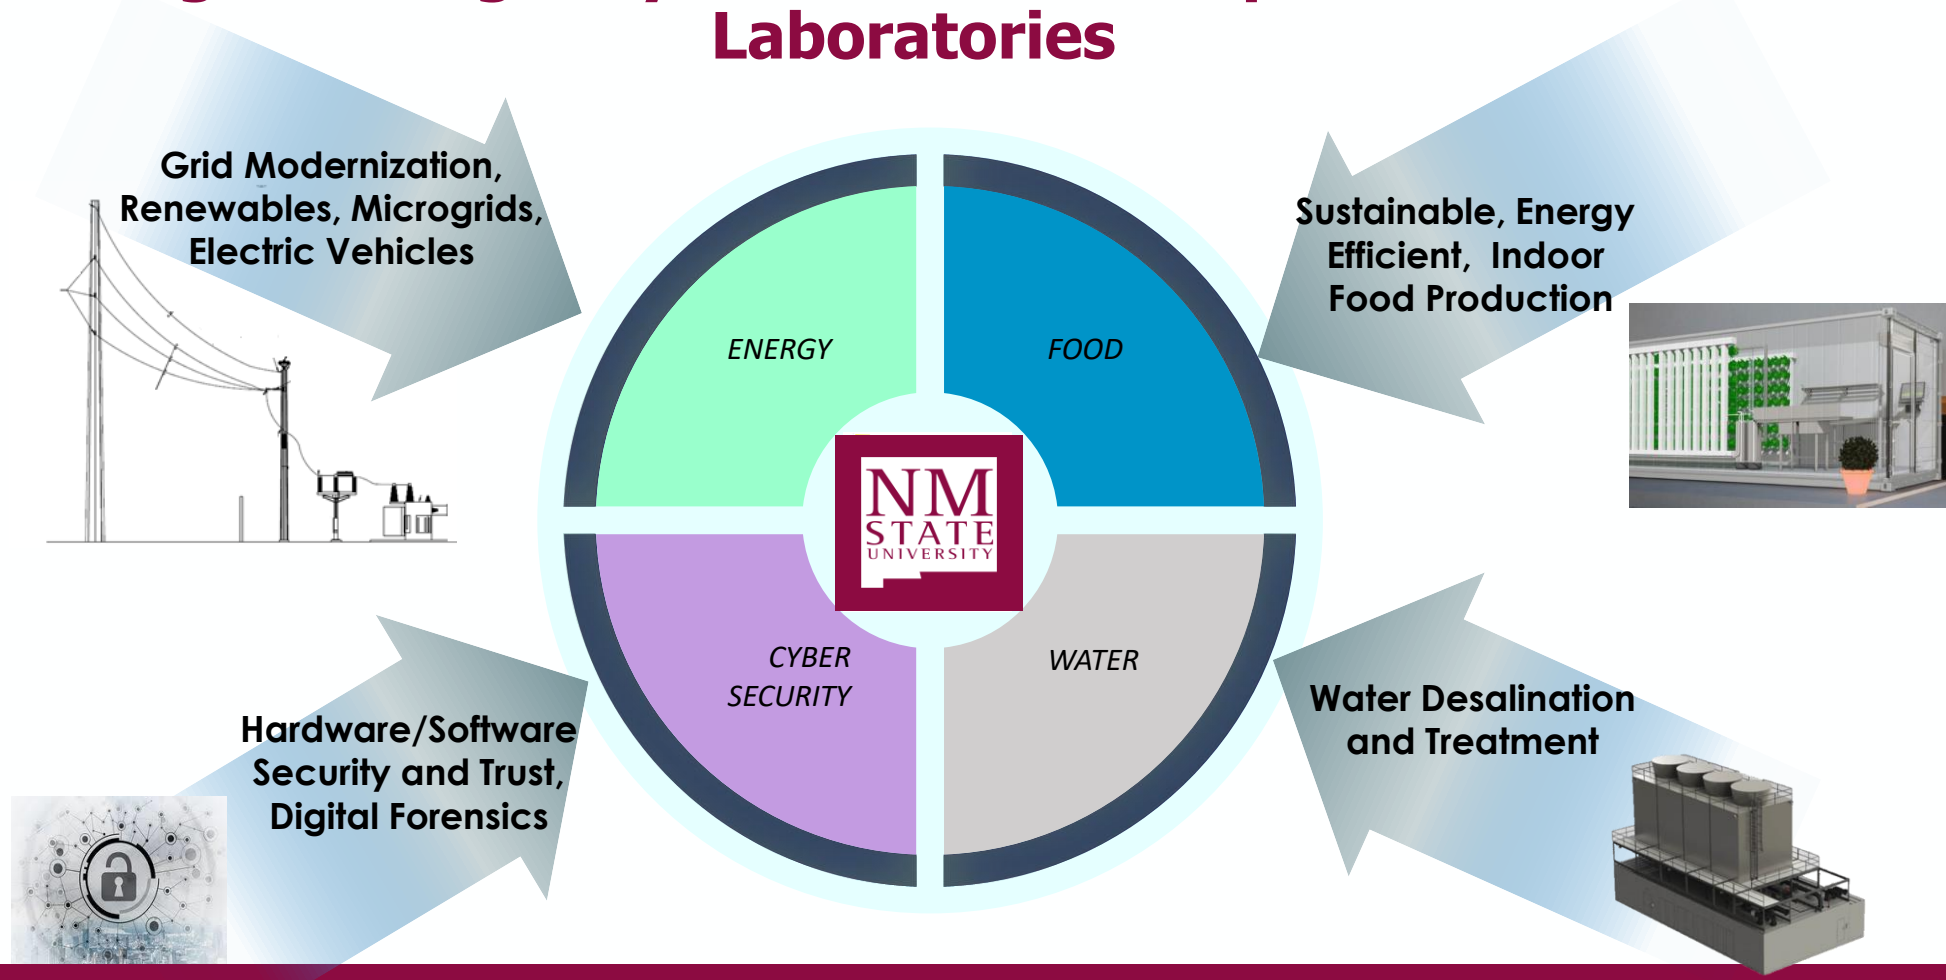 Laboratories
Grid Modernization,
Renewables, Microgrids,
Electric Vehicles
Sustainable, Energy
Efficient, Indoor
Food Production
ENERGY
FOOD
NM
STATE
UNIVERSITY
CYBER
SECURITY
WATER
Hardware/Software
Security and Trust,
Digital Forensics
Water Desalination
and Treatment